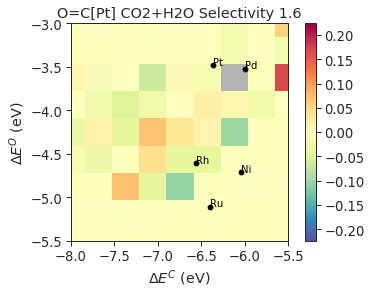 O=C[Pt] CO2+H2O Selectivity 1.6
−3.0
−3.5
−4.0
−4.5
−5.0
−5.5
ΔE^O (eV)
Pt
Pd
Rh
Ni
Ru
−8.0 −7.5 −7.0 −6.5 −6.0 −5.5
ΔE^C (eV)
0.20
0.15
0.10
0.05
0.00
−0.05
−0.10
−0.15
−0.20